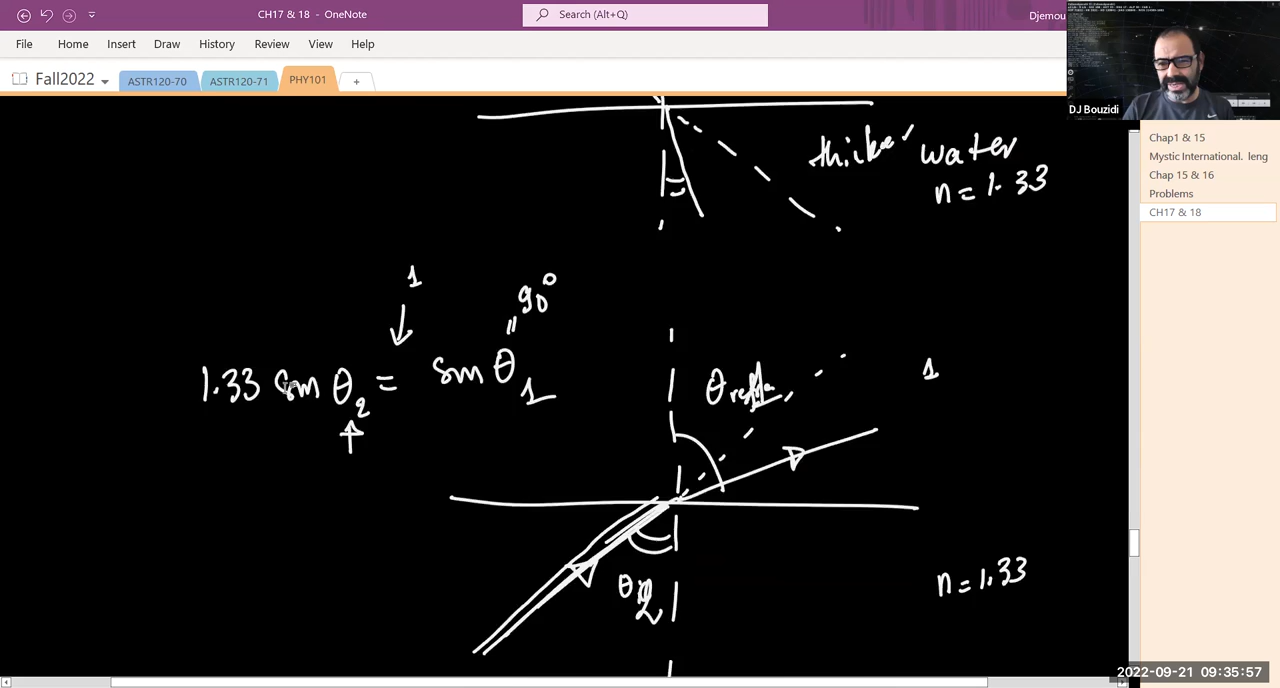 CH17 & 18 - OneNote
Search (Alt+Q)
Djemou
File Home Insert Draw History Review View Help
Fall2022 ASTR120-70 ASTR120-71 PHY101 +
DJ Bouzidi
Chap1 & 15
Mystic International. leng
Chap 15 & 16
Problems
CH17 & 18
thicker water
n = 1.33
1
90°
1.33 sin θ2 = sin θ1
θ
1
θ 2
n = 1.33
2022-09-21 09:35:57